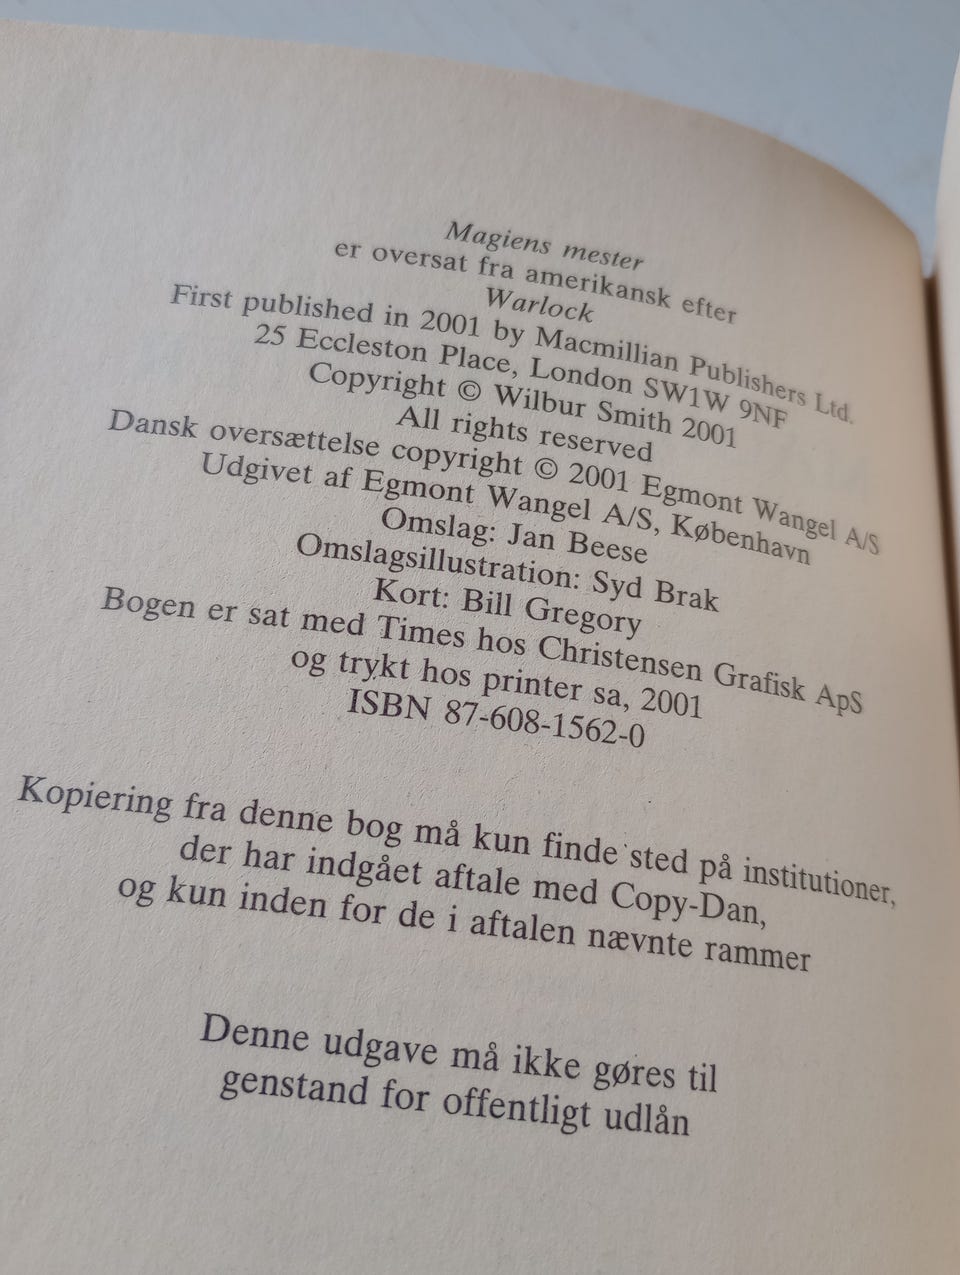 Magiens mester
er oversat fra amerikansk efter
Warlock
First published in 2001 by Macmillian Publishers Ltd.
25 Eccleston Place, London SW1W 9NF
Copyright © Wilbur Smith 2001
All rights reserved
Dansk oversættelse copyright © 2001 Egmont Wangel A/S
Udgivet af Egmont Wangel A/S, København
Omslag: Jan Beese
Omslagsillustration: Syd Brak
Kort: Bill Gregory
Bogen er sat med Times hos Christensen Grafisk ApS
og trykt hos printer sa, 2001
ISBN 87-608-1562-0
Kopiering fra denne bog må kun finde sted på institutioner,
der har indgået aftale med Copy-Dan,
og kun inden for de i aftalen nævnte rammer
Denne udgave må ikke gøres til
genstand for offentligt udlån